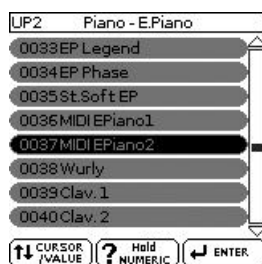 UP2 Piano - E.Piano
0033 EP Legend
0034 EP Phase
0035 St.Soft EP
0036 MIDI EPiano1
0037 MIDI EPiano2
0038 Wurly
0039 Clav. 1
0040 Clav. 2
↑↓ CURSOR /VALUE ? Hold NUMERIC ↵ ENTER